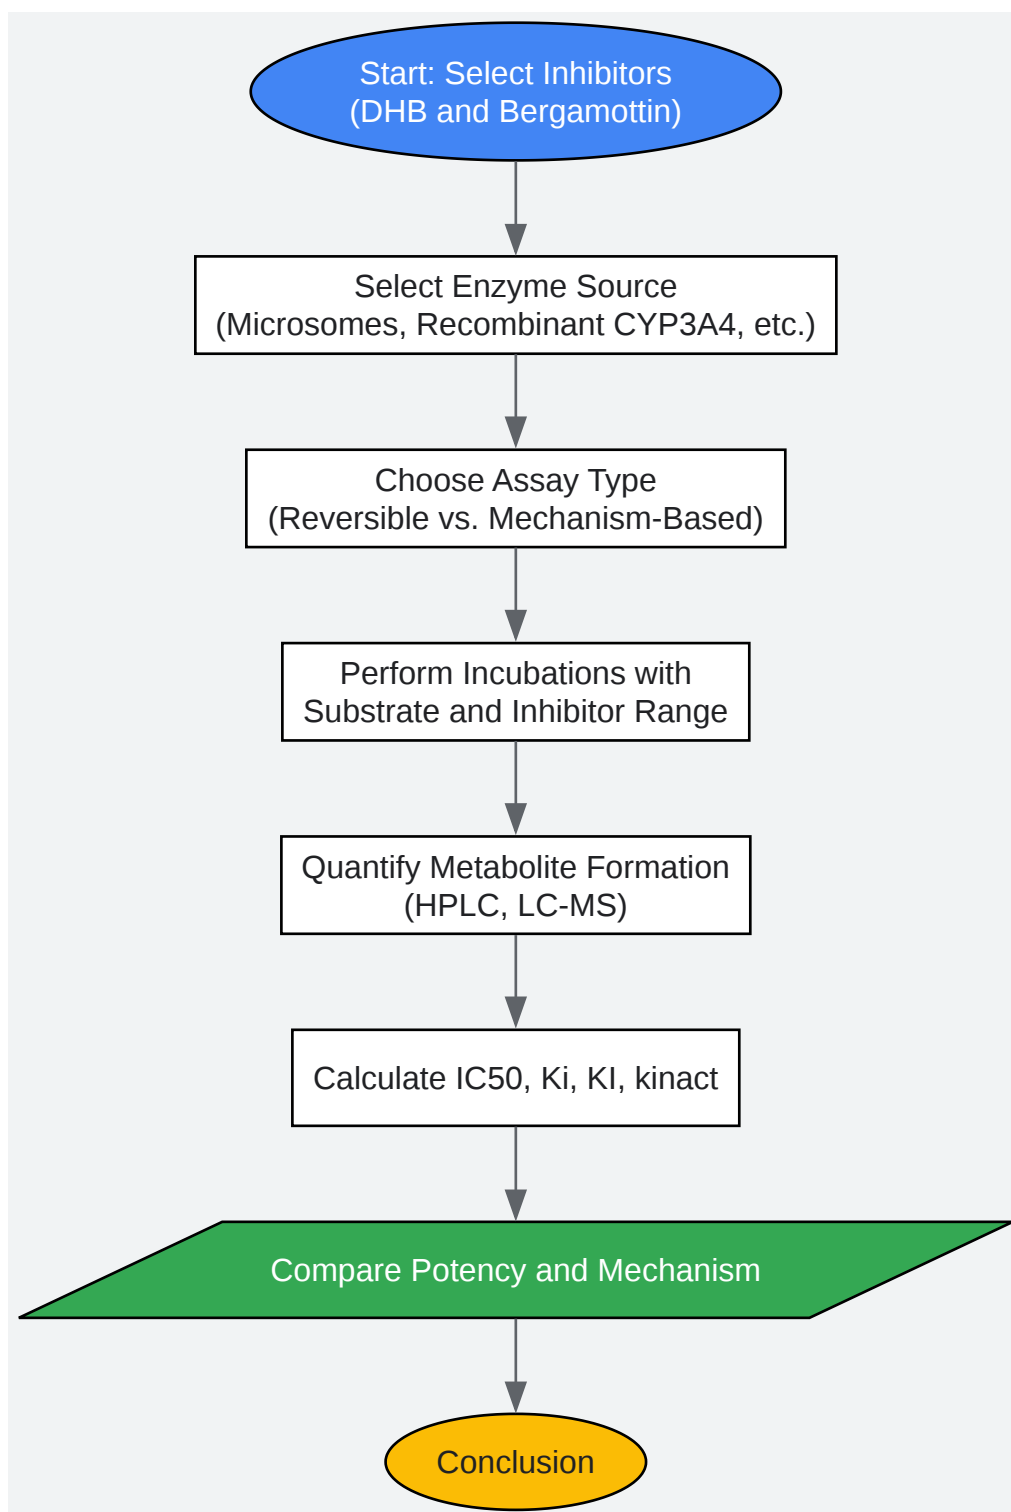 Start: Select Inhibitors
(DHB and Bergamottin)
Select Enzyme Source
(Microsomes, Recombinant CYP3A4, etc.)
Choose Assay Type
(Reversible vs. Mechanism-Based)
Perform Incubations with
Substrate and Inhibitor Range
Quantify Metabolite Formation
(HPLC, LC-MS)
Calculate IC50, Ki, KI, kinact
Compare Potency and Mechanism
Conclusion